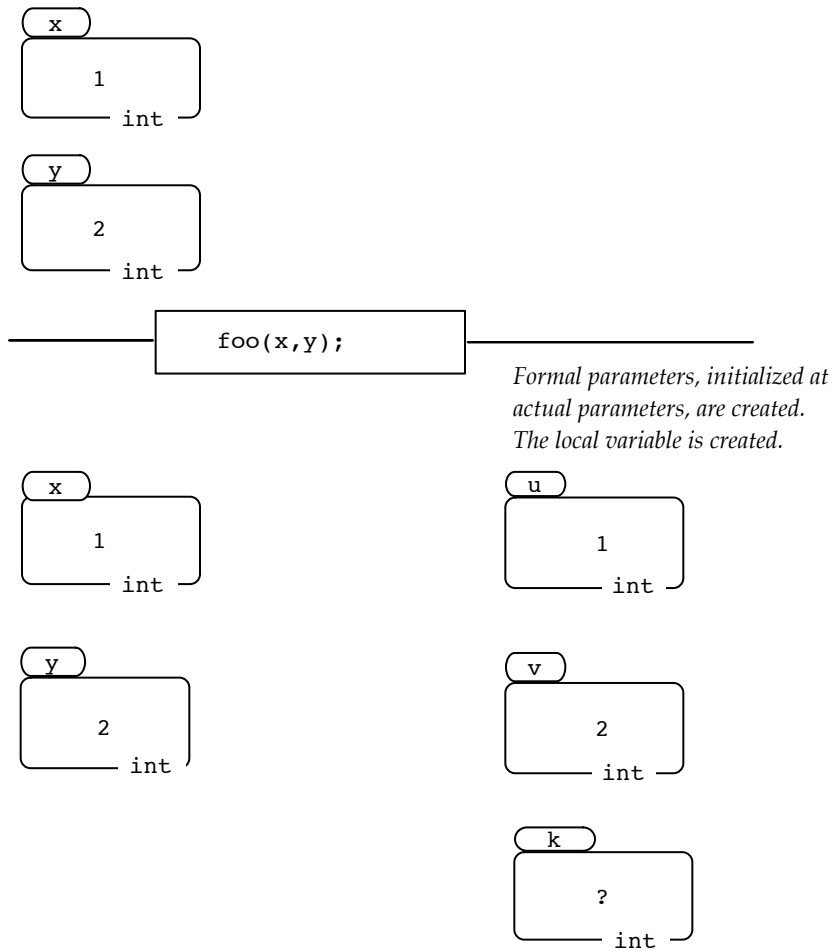 x
1
int
y
2
int
foo(x,y);
Formal parameters, initialized at
actual parameters, are created.
The local variable is created.
x
1
int
y
2
int
u
1
int
v
2
int
k
?
int